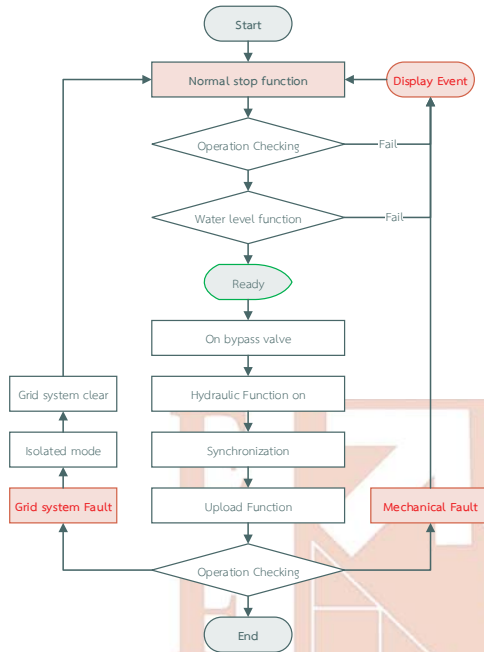 Start
Normal stop function
Display Event
Operation Checking
Fail
Water level function
Fail
Ready
On bypass valve
Grid system clear
Hydraulic Function on
Isolated mode
Synchronization
Grid system Fault
Upload Function
Mechanical Fault
Operation Checking
End